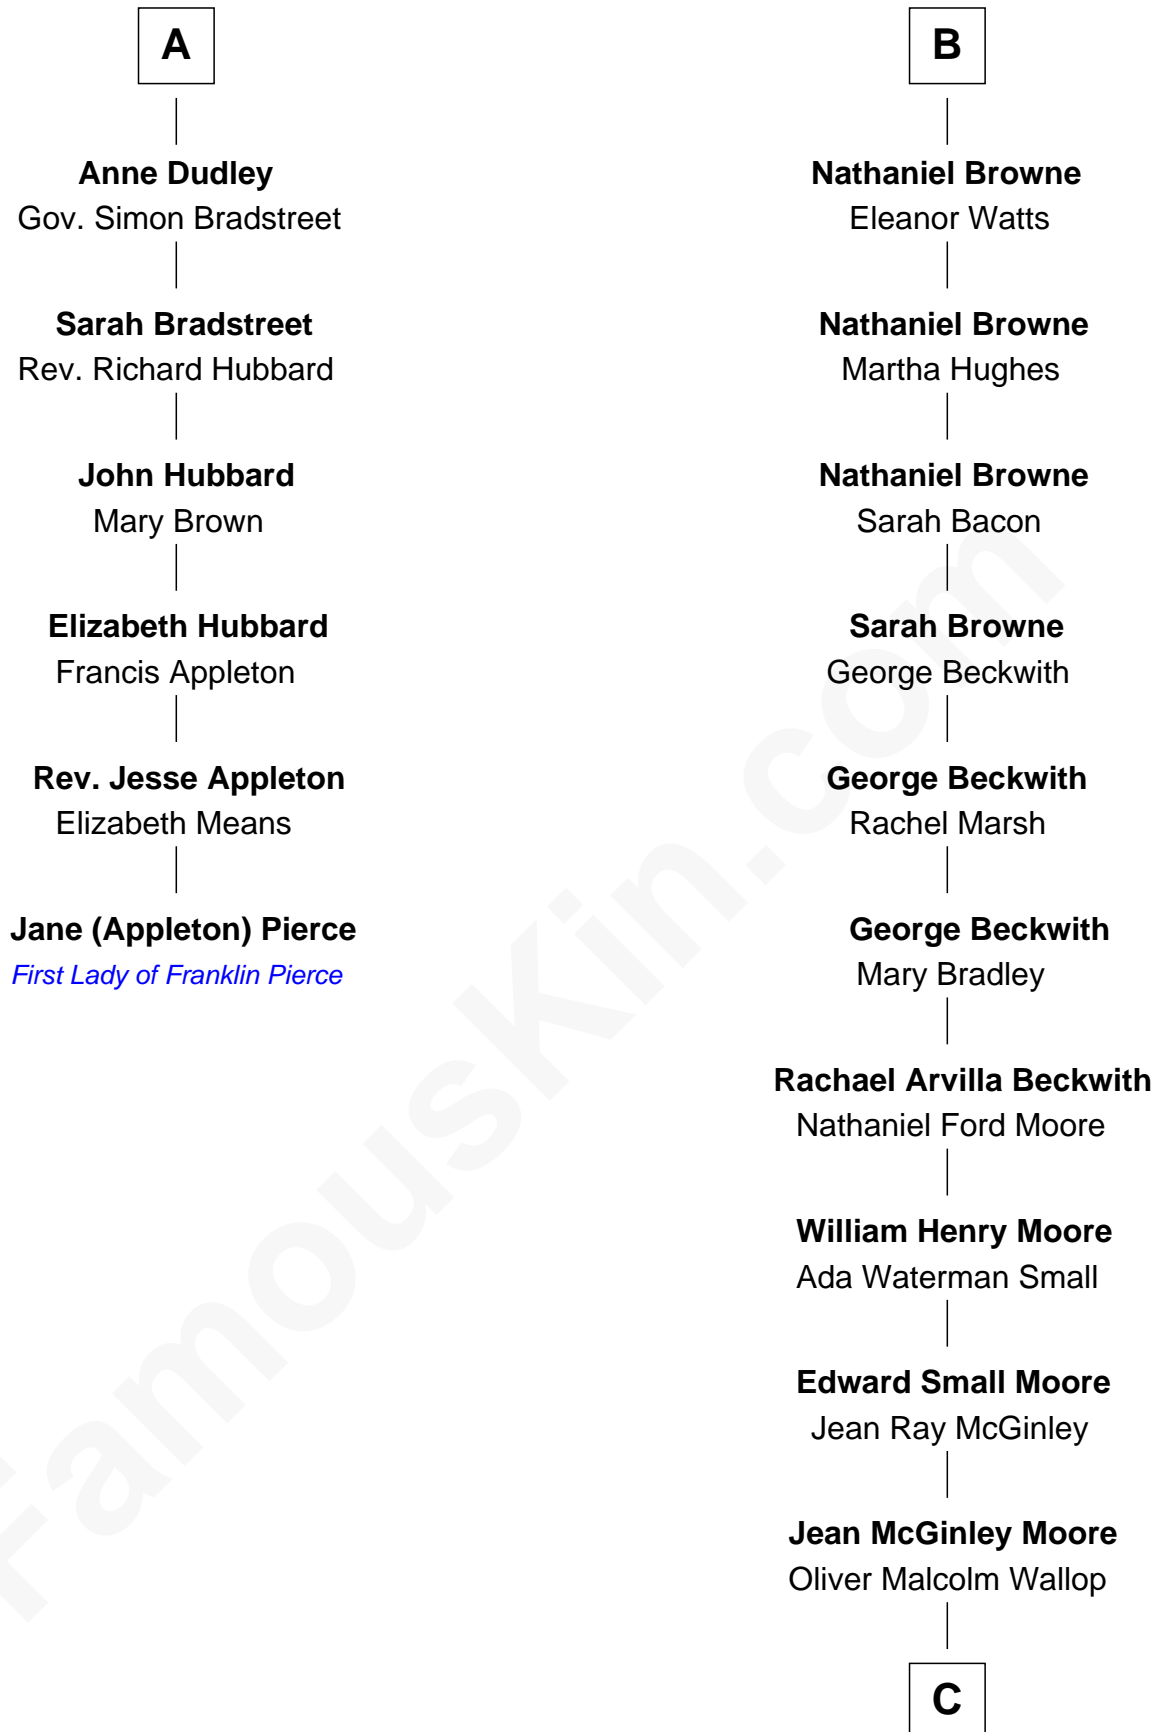 A
Anne Dudley
Gov. Simon Bradstreet
Sarah Bradstreet
Rev. Richard Hubbard
John Hubbard
Mary Brown
Elizabeth Hubbard
Francis Appleton
Rev. Jesse Appleton
Elizabeth Means
Jane (Appleton) Pierce
First Lady of Franklin Pierce
B
Nathaniel Browne
Eleanor Watts
Nathaniel Browne
Martha Hughes
Nathaniel Browne
Sarah Bacon
Sarah Browne
George Beckwith
George Beckwith
Rachel Marsh
George Beckwith
Mary Bradley
Rachael Arvilla Beckwith
Nathaniel Ford Moore
William Henry Moore
Ada Waterman Small
Edward Small Moore
Jean Ray McGinley
Jean McGinley Moore
Oliver Malcolm Wallop
C
FamousKin.com